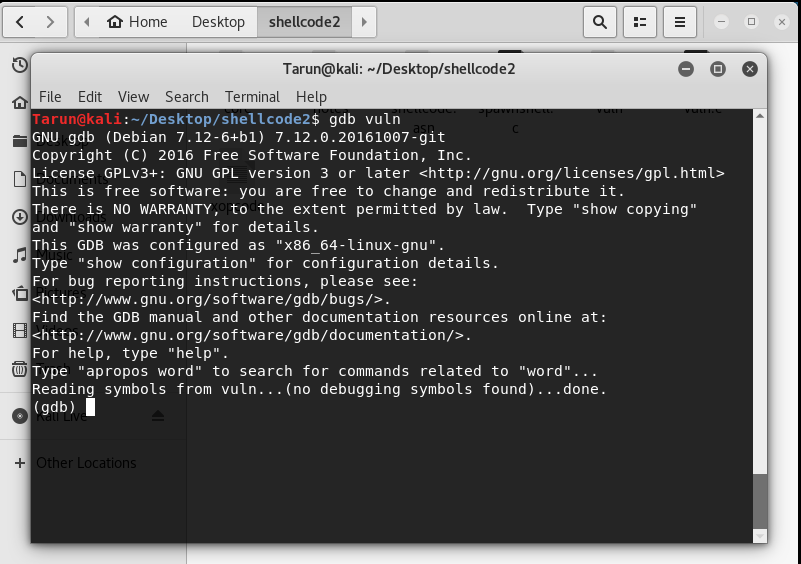 Home Desktop shellcode2
Tarun@kali: ~/Desktop/shellcode2
File Edit View Search Terminal Help
Tarun@kali:~/Desktop/shellcode2$ gdb vuln
GNU gdb (Debian 7.12-6+b1) 7.12.0.20161007-git
Copyright (C) 2016 Free Software Foundation, Inc.
License GPLv3+: GNU GPL version 3 or later <http://gnu.org/licenses/gpl.html>
This is free software: you are free to change and redistribute it.
There is NO WARRANTY, to the extent permitted by law.  Type "show copying"
and "show warranty" for details.
This GDB was configured as "x86_64-linux-gnu".
Type "show configuration" for configuration details.
For bug reporting instructions, please see:
<http://www.gnu.org/software/gdb/bugs/>.
Find the GDB manual and other documentation resources online at:
<http://www.gnu.org/software/gdb/documentation/>.
For help, type "help".
Type "apropos word" to search for commands related to "word"...
Reading symbols from vuln...(no debugging symbols found)...done.
(gdb)
Kali Live
Other Locations